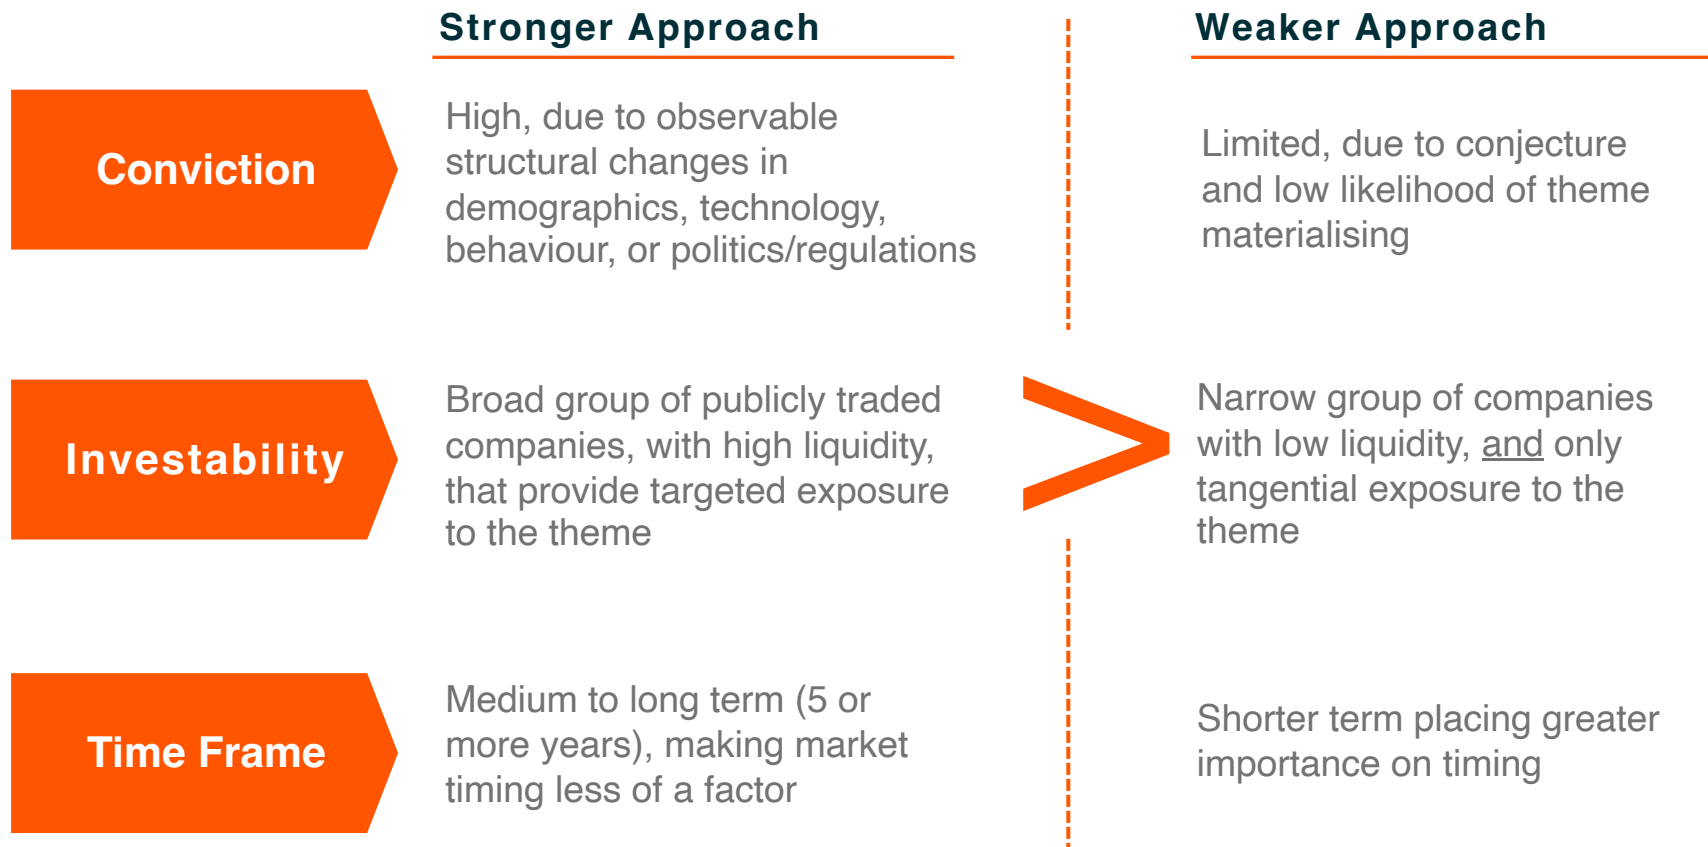 Stronger Approach
Weaker Approach
Conviction
High, due to observable
structural changes in
demographics, technology,
behaviour, or politics/regulations
Limited, due to conjecture
and low likelihood of theme
materialising
Investability
Broad group of publicly traded
companies, with high liquidity,
that provide targeted exposure
to the theme
>
Narrow group of companies
with low liquidity, and only
tangential exposure to the
theme
Time Frame
Medium to long term (5 or
more years), making market
timing less of a factor
Shorter term placing greater
importance on timing